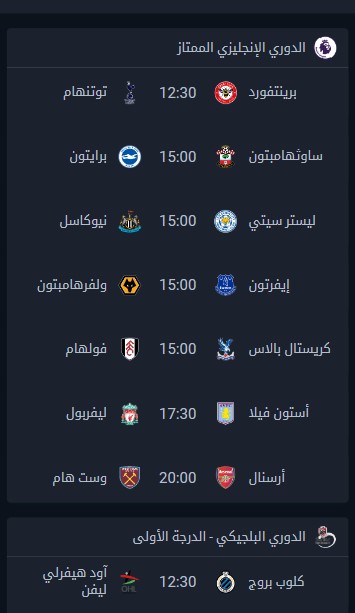 الدوري الإنجليزي الممتاز
برينتفورد 12:30 توتنهام
ساوثهامبتون 15:00 برايتون
ليستر سيتي 15:00 نيوكاسل
إيفرتون 15:00 ولفرهامبتون
كريستال بالاس 15:00 فولهام
أستون فيلا 17:30 ليفربول
أرسنال 20:00 وست هام
الدوري البلجيكي - الدرجة الأولى
كلوب بروج 12:30 آود هيفرلي
ليفن
OHL